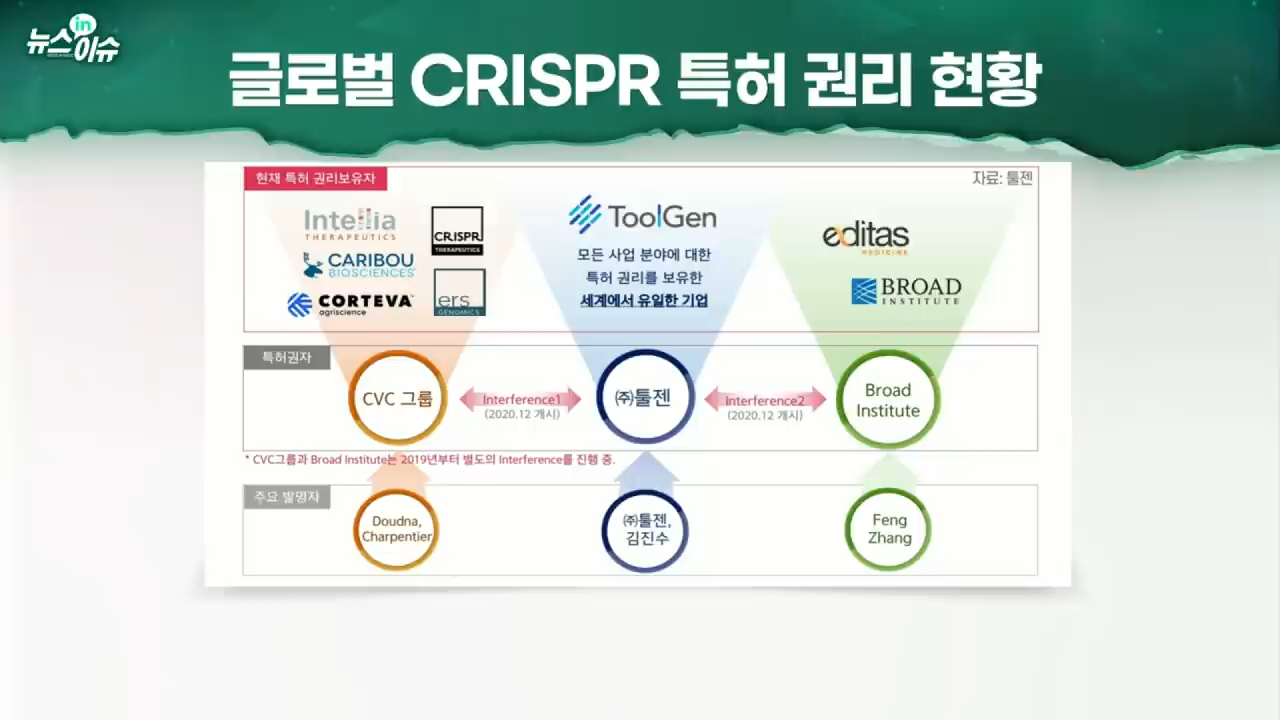 뉴스in이슈
글로벌 CRISPR 특허 권리 현황
현재 특허 권리보유자
자료: 툴젠
Intellia
THERAPEUTICS
CRISPR
THERAPEUTICS
CARIBOU
BIOSCIENCES
CORTEVA
agriscience
ers
GENOMICS
ToolGen
모든 사업 분야에 대한
특허 권리를 보유한
세계에서 유일한 기업
editas
MEDICINE
BROAD
INSTITUTE
특허권자
CVC 그룹
Interference1
(2020.12 개시)
㈜툴젠
Interference2
(2020.12 개시)
Broad
Institute
* CVC그룹과 Broad Institute는 2019년부터 별도의 Interference를 진행 중.
주요 발명자
Doudna,
Charpentier
㈜툴젠,
김진수
Feng
Zhang